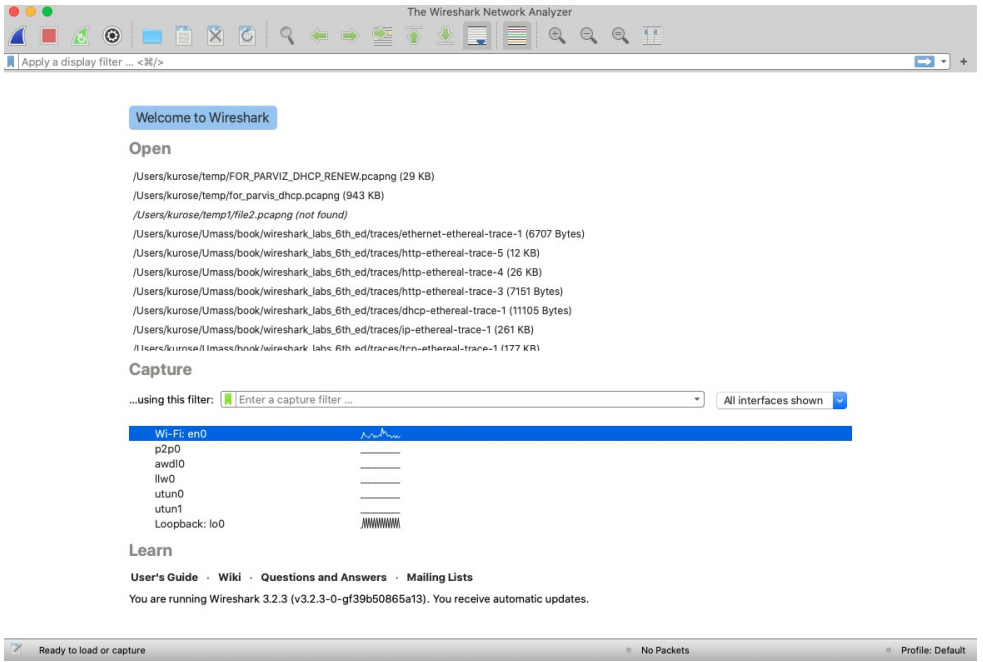 The Wireshark Network Analyzer
Apply a display filter ... <⌘/>
+
Welcome to Wireshark
Open
/Users/kurose/temp/FOR_PARVIZ_DHCP_RENEW.pcapng (29 KB)
/Users/kurose/temp/for_parvis_dhcp.pcapng (943 KB)
/Users/kurose/temp1/file2.pcapng (not found)
/Users/kurose/Umass/book/wireshark_labs_6th_ed/traces/ethernet-ethereal-trace-1 (6707 Bytes)
/Users/kurose/Umass/book/wireshark_labs_6th_ed/traces/http-ethereal-trace-5 (12 KB)
/Users/kurose/Umass/book/wireshark_labs_6th_ed/traces/http-ethereal-trace-4 (26 KB)
/Users/kurose/Umass/book/wireshark_labs_6th_ed/traces/http-ethereal-trace-3 (7151 Bytes)
/Users/kurose/Umass/book/wireshark_labs_6th_ed/traces/dhcp-ethereal-trace-1 (11105 Bytes)
/Users/kurose/Umass/book/wireshark_labs_6th_ed/traces/ip-ethereal-trace-1 (261 KB)
/Users/kurose/Umass/book/wireshark_labs_6th_ed/traces/tcp-ethereal-trace-1 (177 KB)
Capture
...using this filter: Enter a capture filter ... All interfaces shown
Wi-Fi: en0
p2p0
awdl0
llw0
utun0
utun1
Loopback: lo0
Learn
User's Guide · Wiki · Questions and Answers · Mailing Lists
You are running Wireshark 3.2.3 (v3.2.3-0-gf39b50865a13). You receive automatic updates.
Ready to load or capture No Packets Profile: Default